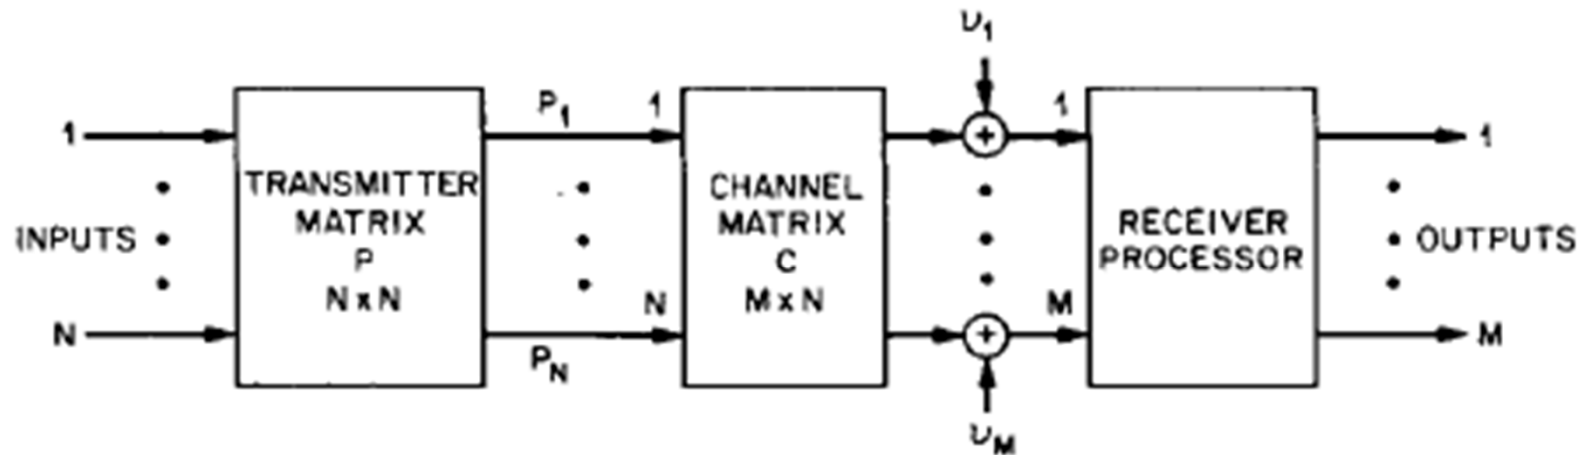 υ1
1
P1
1
1
1
TRANSMITTER
MATRIX
P
N x N
CHANNEL
MATRIX
C
M x N
RECEIVER
PROCESSOR
INPUTS
OUTPUTS
N
N
M
M
PN
υM